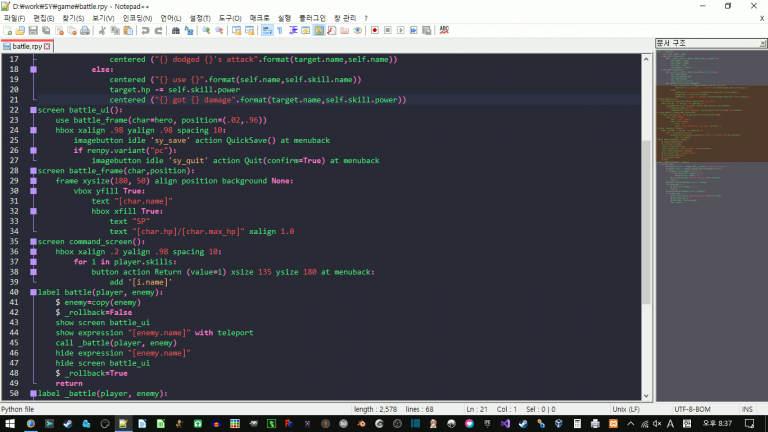 D:₩work₩SY₩game₩battle.rpy - Notepad++
파일(F) 편집(E) 찾기(S) 보기(V) 인코딩(N) 언어(L) 설정(T) 도구(O) 매크로 실행 플러그인 창 관리 ?
X
battle.rpy
문서 구조
17 centered ("{} dodged {}'s attack".format(target.name,self.name))
18 else:
19 centered ("{} use {}".format(self.name,self.skill.name))
20 target.hp -= self.skill.power
21 centered ("{} got {} damage".format(target.name,self.skill.power))
22 screen battle_ui():
23 use battle_frame(char=hero, position=(.02,.96))
24 hbox xalign .98 yalign .98 spacing 10:
25 imagebutton idle 'sy_save' action QuickSave() at menuback
26 if renpy.variant("pc"):
27 imagebutton idle 'sy_quit' action Quit(confirm=True) at menuback
28 screen battle_frame(char,position):
29 frame xysize(180, 50) align position background None:
30 vbox yfill True:
31 text "[char.name]"
32 hbox xfill True:
33 text "SP"
34 text "[char.hp]/[char.max_hp]" xalign 1.0
35 screen command_screen():
36 hbox xalign .2 yalign .98 spacing 10:
37 for i in player.skills:
38 button action Return (value=i) xsize 135 ysize 180 at menuback:
39 add '[i.name]'
40 label battle(player, enemy):
41 $ enemy=copy(enemy)
42 $ _rollback=False
43 show screen battle_ui
44 show expression "[enemy.name]" with teleport
45 call _battle(player, enemy)
46 hide expression "[enemy.name]"
47 hide screen battle_ui
48 $ _rollback=True
49 return
50 label _battle(player, enemy):
Python file length : 2,578 lines : 68 Ln : 21 Col : 1 Sel : 0 | 0 Unix (LF) UTF-8-BOM INS
A 오후 8:37